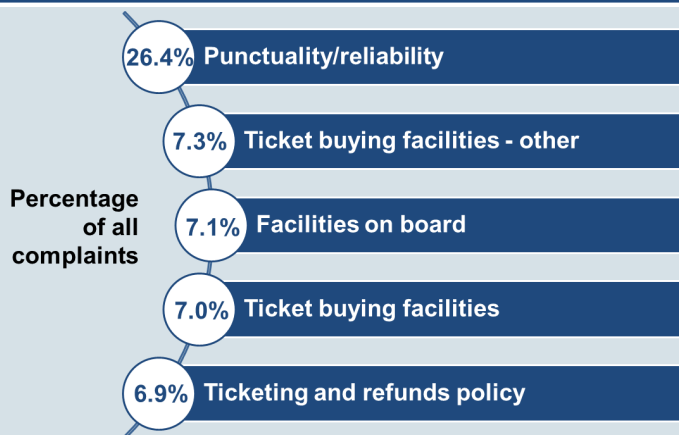 26.4% Punctuality/reliability
7.3% Ticket buying facilities - other
Percentage
of all
complaints
7.1% Facilities on board
7.0% Ticket buying facilities
6.9% Ticketing and refunds policy